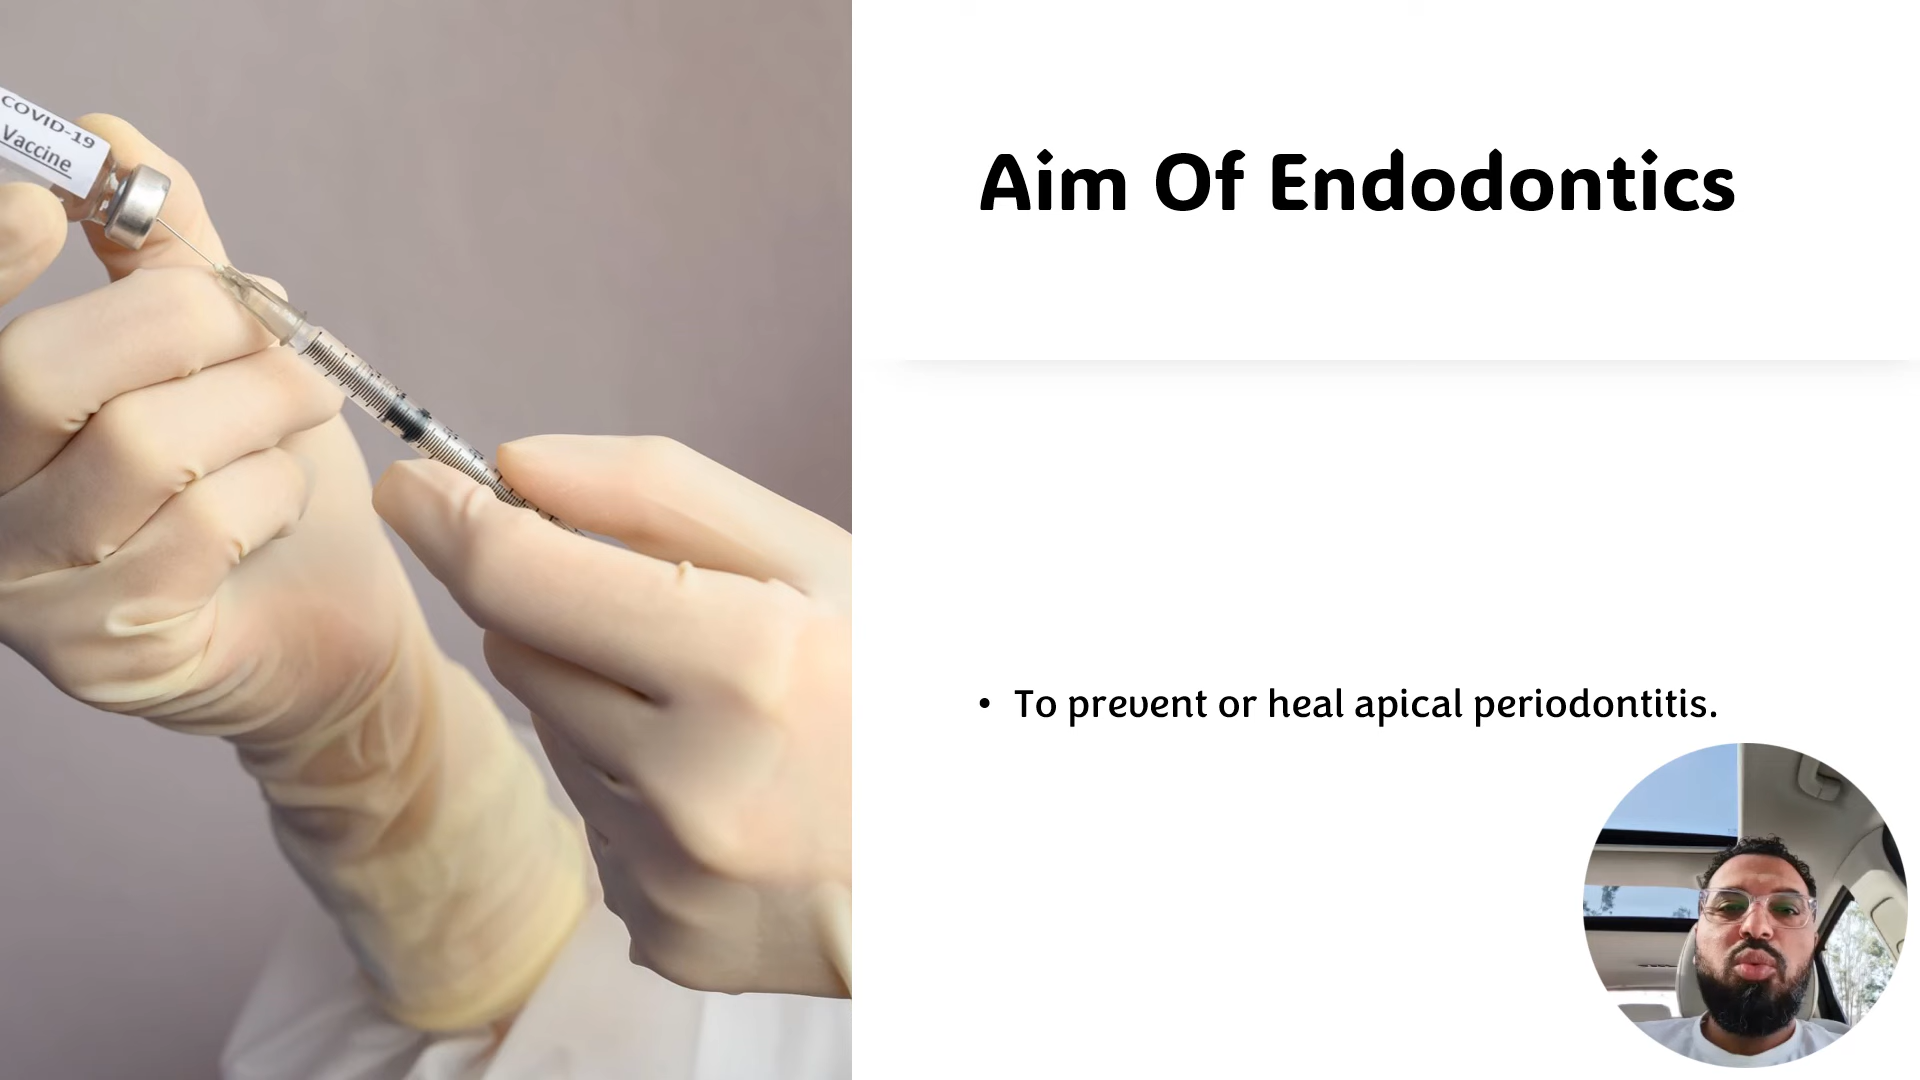 COVID-19
Vaccine
Aim Of Endodontics
• To prevent or heal apical periodontitis.